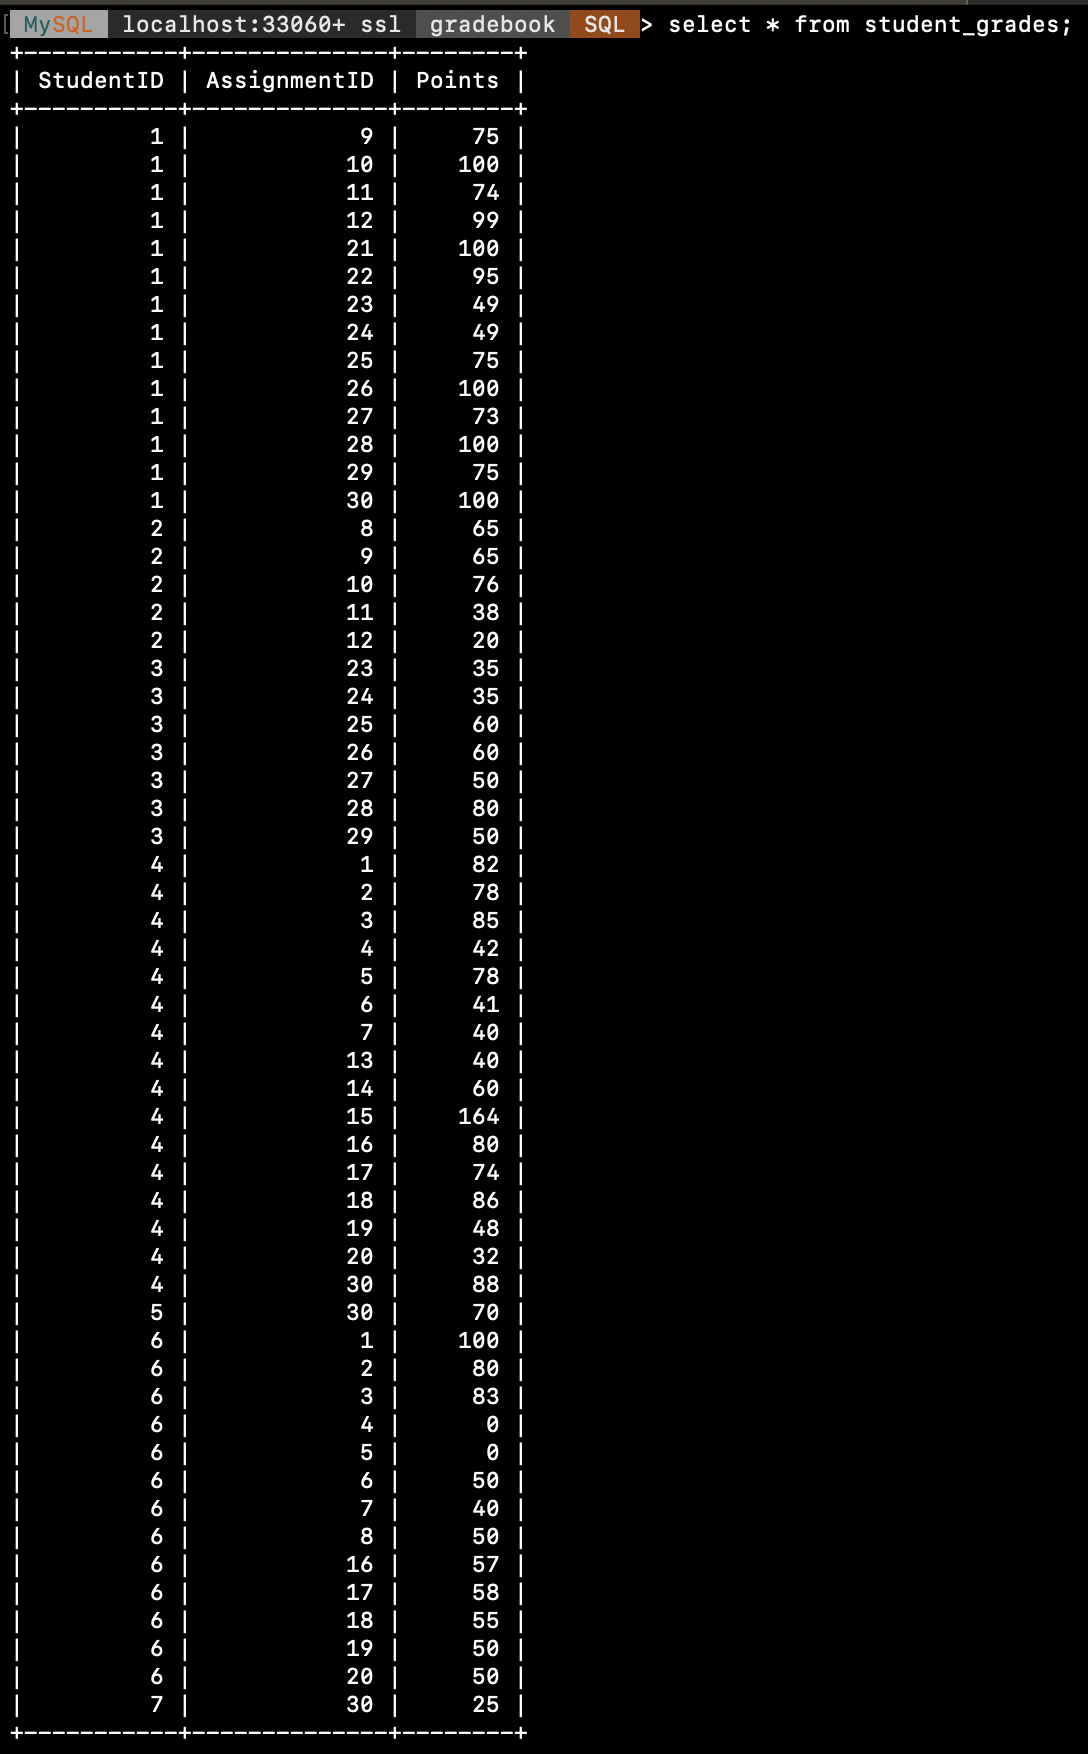 MySQL localhost:33060+ ssl gradebook SQL > select * from student_grades;
+-----------+--------------+--------+
| StudentID | AssignmentID | Points |
+-----------+--------------+--------+
|         1 |            9 |     75 |
|         1 |           10 |    100 |
|         1 |           11 |     74 |
|         1 |           12 |     99 |
|         1 |           21 |    100 |
|         1 |           22 |     95 |
|         1 |           23 |     49 |
|         1 |           24 |     49 |
|         1 |           25 |     75 |
|         1 |           26 |    100 |
|         1 |           27 |     73 |
|         1 |           28 |    100 |
|         1 |           29 |     75 |
|         1 |           30 |    100 |
|         2 |            8 |     65 |
|         2 |            9 |     65 |
|         2 |           10 |     76 |
|         2 |           11 |     38 |
|         2 |           12 |     20 |
|         3 |           23 |     35 |
|         3 |           24 |     35 |
|         3 |           25 |     60 |
|         3 |           26 |     60 |
|         3 |           27 |     50 |
|         3 |           28 |     80 |
|         3 |           29 |     50 |
|         4 |            1 |     82 |
|         4 |            2 |     78 |
|         4 |            3 |     85 |
|         4 |            4 |     42 |
|         4 |            5 |     78 |
|         4 |            6 |     41 |
|         4 |            7 |     40 |
|         4 |           13 |     40 |
|         4 |           14 |     60 |
|         4 |           15 |    164 |
|         4 |           16 |     80 |
|         4 |           17 |     74 |
|         4 |           18 |     86 |
|         4 |           19 |     48 |
|         4 |           20 |     32 |
|         4 |           30 |     88 |
|         5 |           30 |     70 |
|         6 |            1 |    100 |
|         6 |            2 |     80 |
|         6 |            3 |     83 |
|         6 |            4 |      0 |
|         6 |            5 |      0 |
|         6 |            6 |     50 |
|         6 |            7 |     40 |
|         6 |            8 |     50 |
|         6 |           16 |     57 |
|         6 |           17 |     58 |
|         6 |           18 |     55 |
|         6 |           19 |     50 |
|         6 |           20 |     50 |
|         7 |           30 |     25 |
+-----------+--------------+--------+